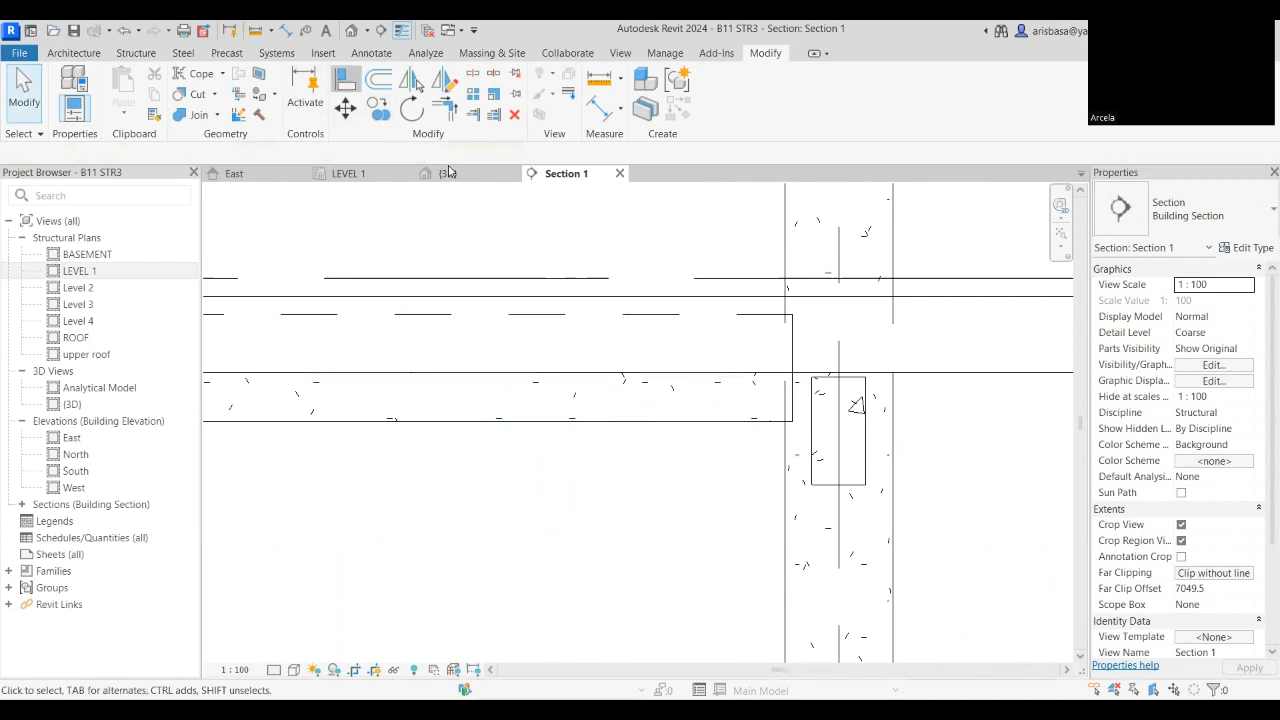 Autodesk Revit 2024 - B11 STR3 - Section: Section 1
arisbasa@ya
File Architecture Structure Steel Precast Systems Insert Annotate Analyze Massing & Site Collaborate View Manage Add-Ins Modify
Modify
Paste
Cope
Cut
Join
Activate
Select Properties Clipboard Geometry Controls Modify View Measure Create
Arcela
Project Browser - B11 STR3
East LEVEL 1 Section 1
Search
Views (all)
Structural Plans
BASEMENT
LEVEL 1
Level 2
Level 3
Level 4
ROOF
upper roof
3D Views
Analytical Model
{3D}
Elevations (Building Elevation)
East
North
South
West
Sections (Building Section)
Legends
Schedules/Quantities (all)
Sheets (all)
Families
Groups
Revit Links
Properties
Section
Building Section
Section: Section 1 Edit Type
Graphics
View Scale 1 : 100
Scale Value 1: 100
Display Model Normal
Detail Level Coarse
Parts Visibility Show Original
Visibility/Graph... Edit...
Graphic Displa... Edit...
Hide at scales ... 1 : 100
Discipline Structural
Show Hidden L... By Discipline
Color Scheme ... Background
Color Scheme <none>
Default Analysi... None
Sun Path
Extents
Crop View
Crop Region Vi...
Annotation Crop
Far Clipping Clip without line
Far Clip Offset 7049.5
Scope Box None
Identity Data
View Template <None>
View Name Section 1
Properties help Apply
1 : 100
Click to select, TAB for alternates, CTRL adds, SHIFT unselects.
:0 Main Model :0